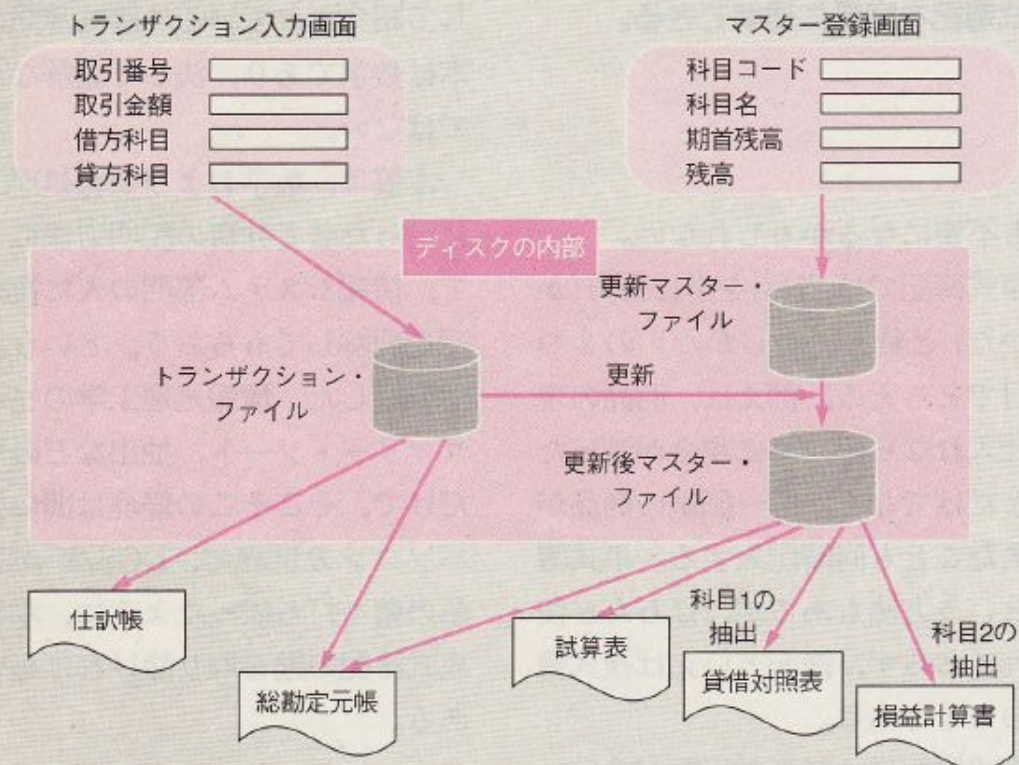 トランザクション入力画面
取引番号
取引金額
借方科目
貸方科目
マスター登録画面
科目コード
科目名
期首残高
残高
ディスクの内部
更新マスター・
ファイル
トランザクション・
ファイル
更新
更新後マスター・
ファイル
仕訳帳
総勘定元帳
試算表
科目1の
抽出
貸借対照表
科目2の
抽出
損益計算書